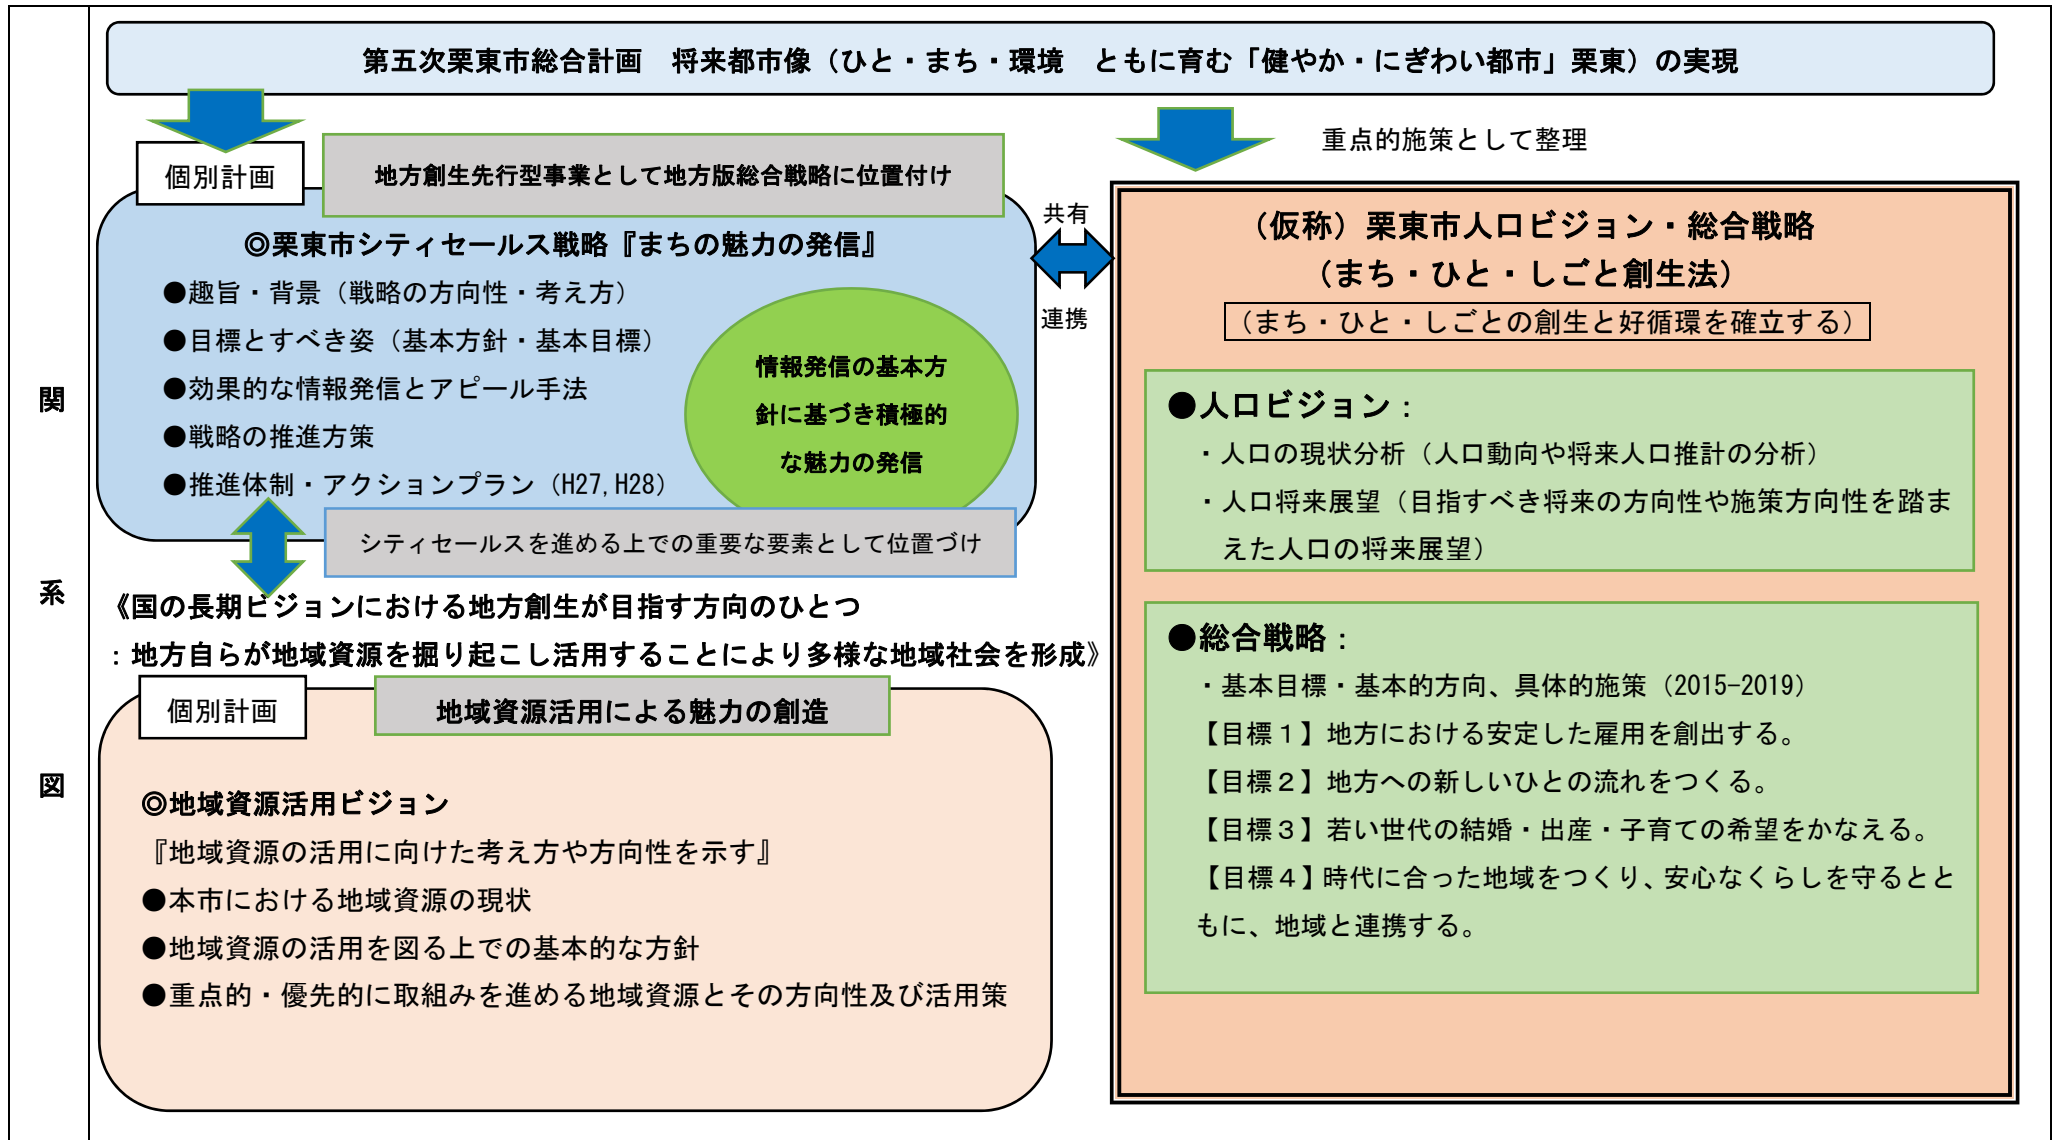 関
系
図
第五次栗東市総合計画　将来都市像（ひと・まち・環境　ともに育む「健やか・にぎわい都市」栗東）の実現
重点的施策として整理
個別計画
地方創生先行型事業として地方版総合戦略に位置付け
◎栗東市シティセールス戦略『まちの魅力の発信』
●趣旨・背景（戦略の方向性・考え方）
●目標とすべき姿（基本方針・基本目標）
●効果的な情報発信とアピール手法
●戦略の推進方策
●推進体制・アクションプラン（H27,H28）
情報発信の基本方
針に基づき積極的
な魅力の発信
シティセールスを進める上での重要な要素として位置づけ
共有
連携
《国の長期ビジョンにおける地方創生が目指す方向のひとつ
：地方自らが地域資源を掘り起こし活用することにより多様な地域社会を形成》
個別計画
地域資源活用による魅力の創造
◎地域資源活用ビジョン
『地域資源の活用に向けた考え方や方向性を示す』
●本市における地域資源の現状
●地域資源の活用を図る上での基本的な方針
●重点的・優先的に取組みを進める地域資源とその方向性及び活用策
（仮称）栗東市人口ビジョン・総合戦略
（まち・ひと・しごと創生法）
（まち・ひと・しごとの創生と好循環を確立する）
●人口ビジョン：
・人口の現状分析（人口動向や将来人口推計の分析）
・人口将来展望（目指すべき将来の方向性や施策方向性を踏ま
えた人口の将来展望）
●総合戦略：
・基本目標・基本的方向、具体的施策（2015-2019）
【目標１】地方における安定した雇用を創出する。
【目標２】地方への新しいひとの流れをつくる。
【目標３】若い世代の結婚・出産・子育ての希望をかなえる。
【目標４】時代に合った地域をつくり、安心なくらしを守るとと
もに、地域と連携する。